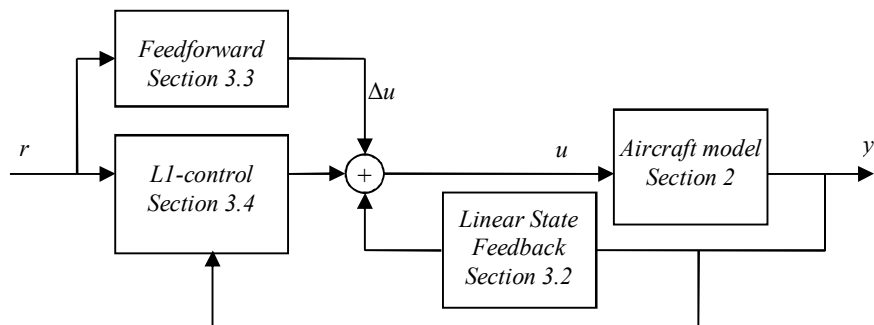 Feedforward
Section 3.3
Δu
r
L1-control
Section 3.4
+
u
Aircraft model
Section 2
y
Linear State
Feedback
Section 3.2